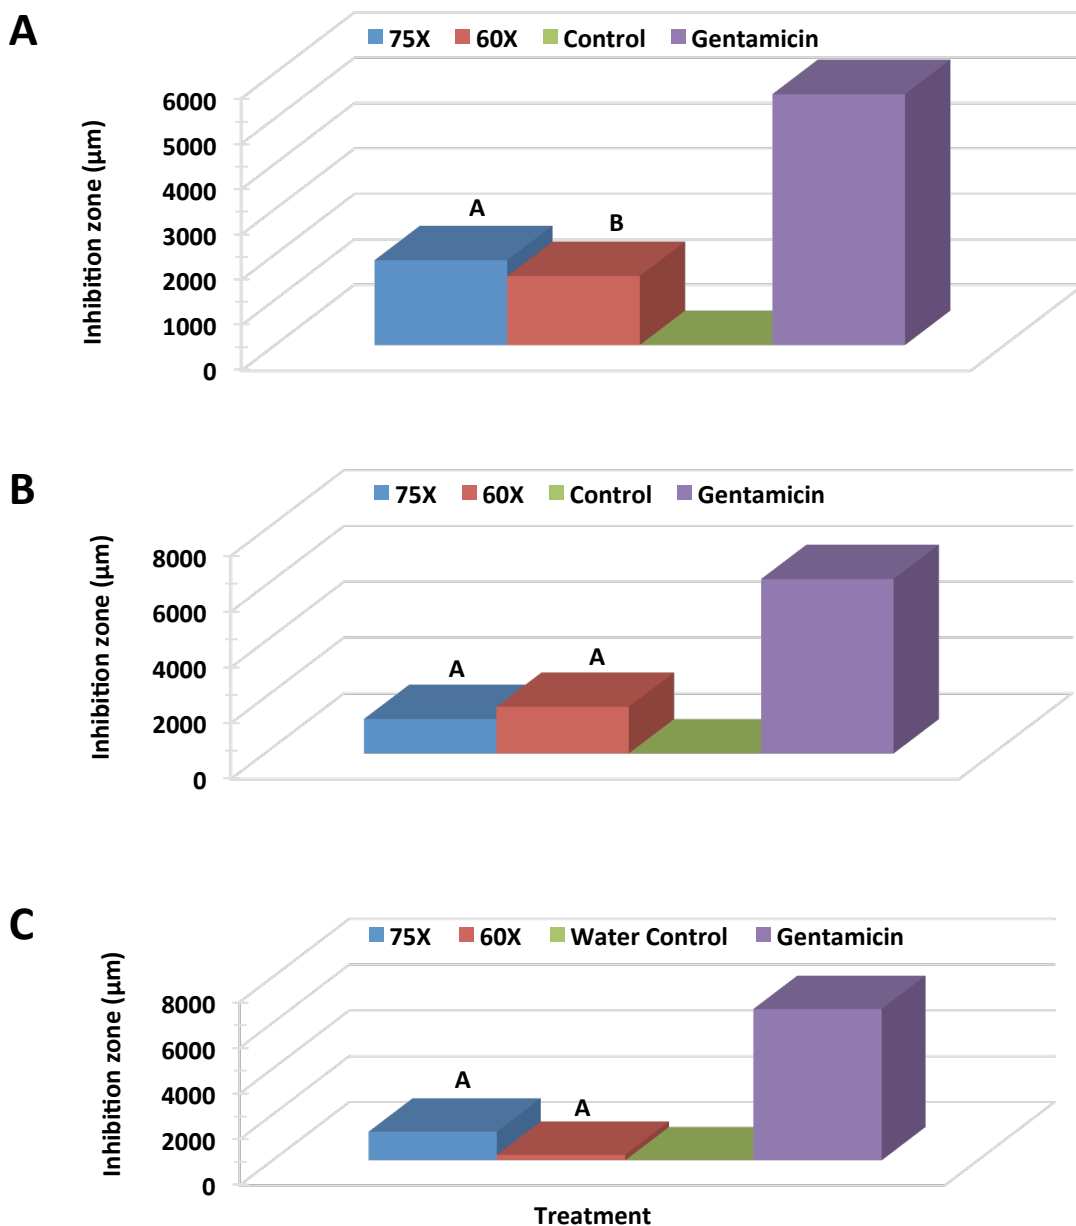 A
75X 60X Control Gentamicin
Inhibition zone (µm)
6000
5000
4000
3000
2000
1000
0
A
B
B
75X 60X Control Gentamicin
Inhibition zone (µm)
8000
6000
4000
2000
0
A
A
C
75X 60X Water Control Gentamicin
Inhibition zone (µm)
8000
6000
4000
2000
0
A
A
Treatment